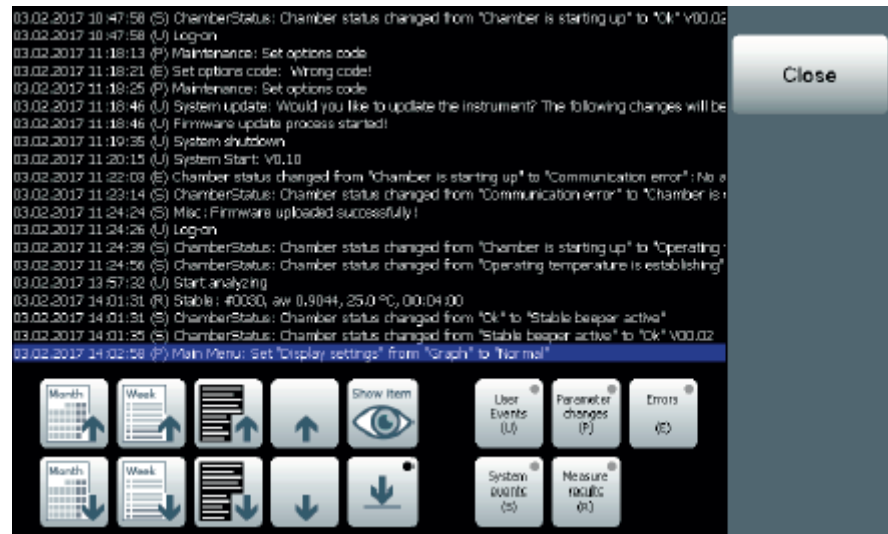 03.02.2017 10:47:58 (S) ChamberStatus: Chamber status changed from "Chamber is starting up" to "Ok" V00.02
03.02.2017 10:47:58 (U) Log-on
03.02.2017 11:18:13 (P) Maintenance: Set options code
03.02.2017 11:18:21 (E) Set options code: Wrong code!
03.02.2017 11:18:25 (P) Maintenance: Set options code
03.02.2017 11:18:46 (U) System update: Would you like to update the instrument? The following changes will be
03.02.2017 11:18:46 (U) Firmware update process started!
03.02.2017 11:19:35 (U) System shutdown
03.02.2017 11:20:15 (U) System Start: V0.10
03.02.2017 11:22:03 (E) Chamber status changed from "Chamber is starting up" to "Communication error": No
03.02.2017 11:23:14 (S) ChamberStatus: Chamber status changed from "Communication error" to "Chamber is
03.02.2017 11:24:24 (S) Misc: Firmware uploaded successfully!
03.02.2017 11:24:26 (U) Log-on
03.02.2017 11:24:39 (S) ChamberStatus: Chamber status changed from "Chamber is starting up" to "Operating
03.02.2017 11:24:56 (S) ChamberStatus: Chamber status changed from "Operating temperature is establishing"
03.02.2017 13:57:32 (U) Start analyzing
03.02.2017 14:01:31 (R) Stable: #0030, aw 0.9044, 25.0 °C, 00:04:00
03.02.2017 14:01:31 (S) ChamberStatus: Chamber status changed from "Ok" to "Stable beeper active"
03.02.2017 14:01:35 (S) ChamberStatus: Chamber status changed from "Stable beeper active" to "Ok" V00.02
03.02.2017 14:02:58 (P) Main Menu: Set "Display settings" from "Graph" to "Normal"
Close
Month
Week
Show item
User
Events
(U)
Parameter
changes
(P)
Errors
(E)
Month
Week
System
events
(S)
Measure
results
(R)